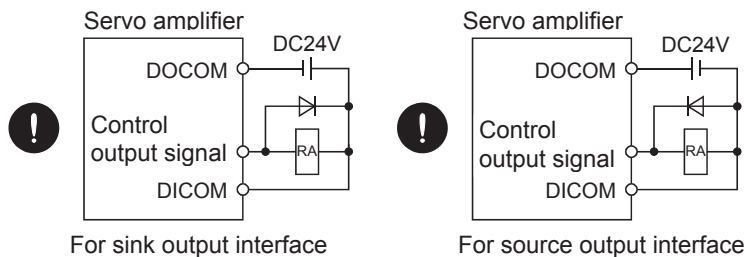 Servo amplifier
DC24V
DOCOM
Control
output signal
RA
DICOM
For sink output interface
Servo amplifier
DC24V
DOCOM
Control
output signal
RA
DICOM
For source output interface